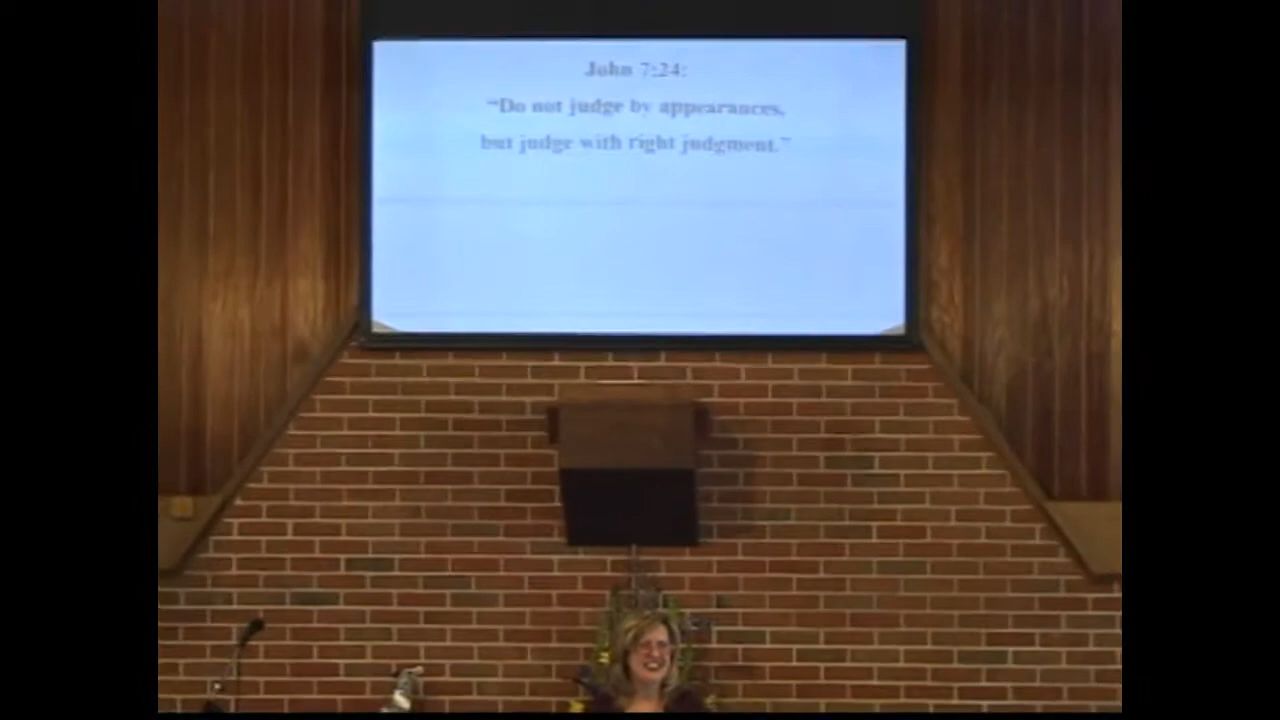 John 7:24:
“Do not judge by appearances,
but judge with right judgment.”